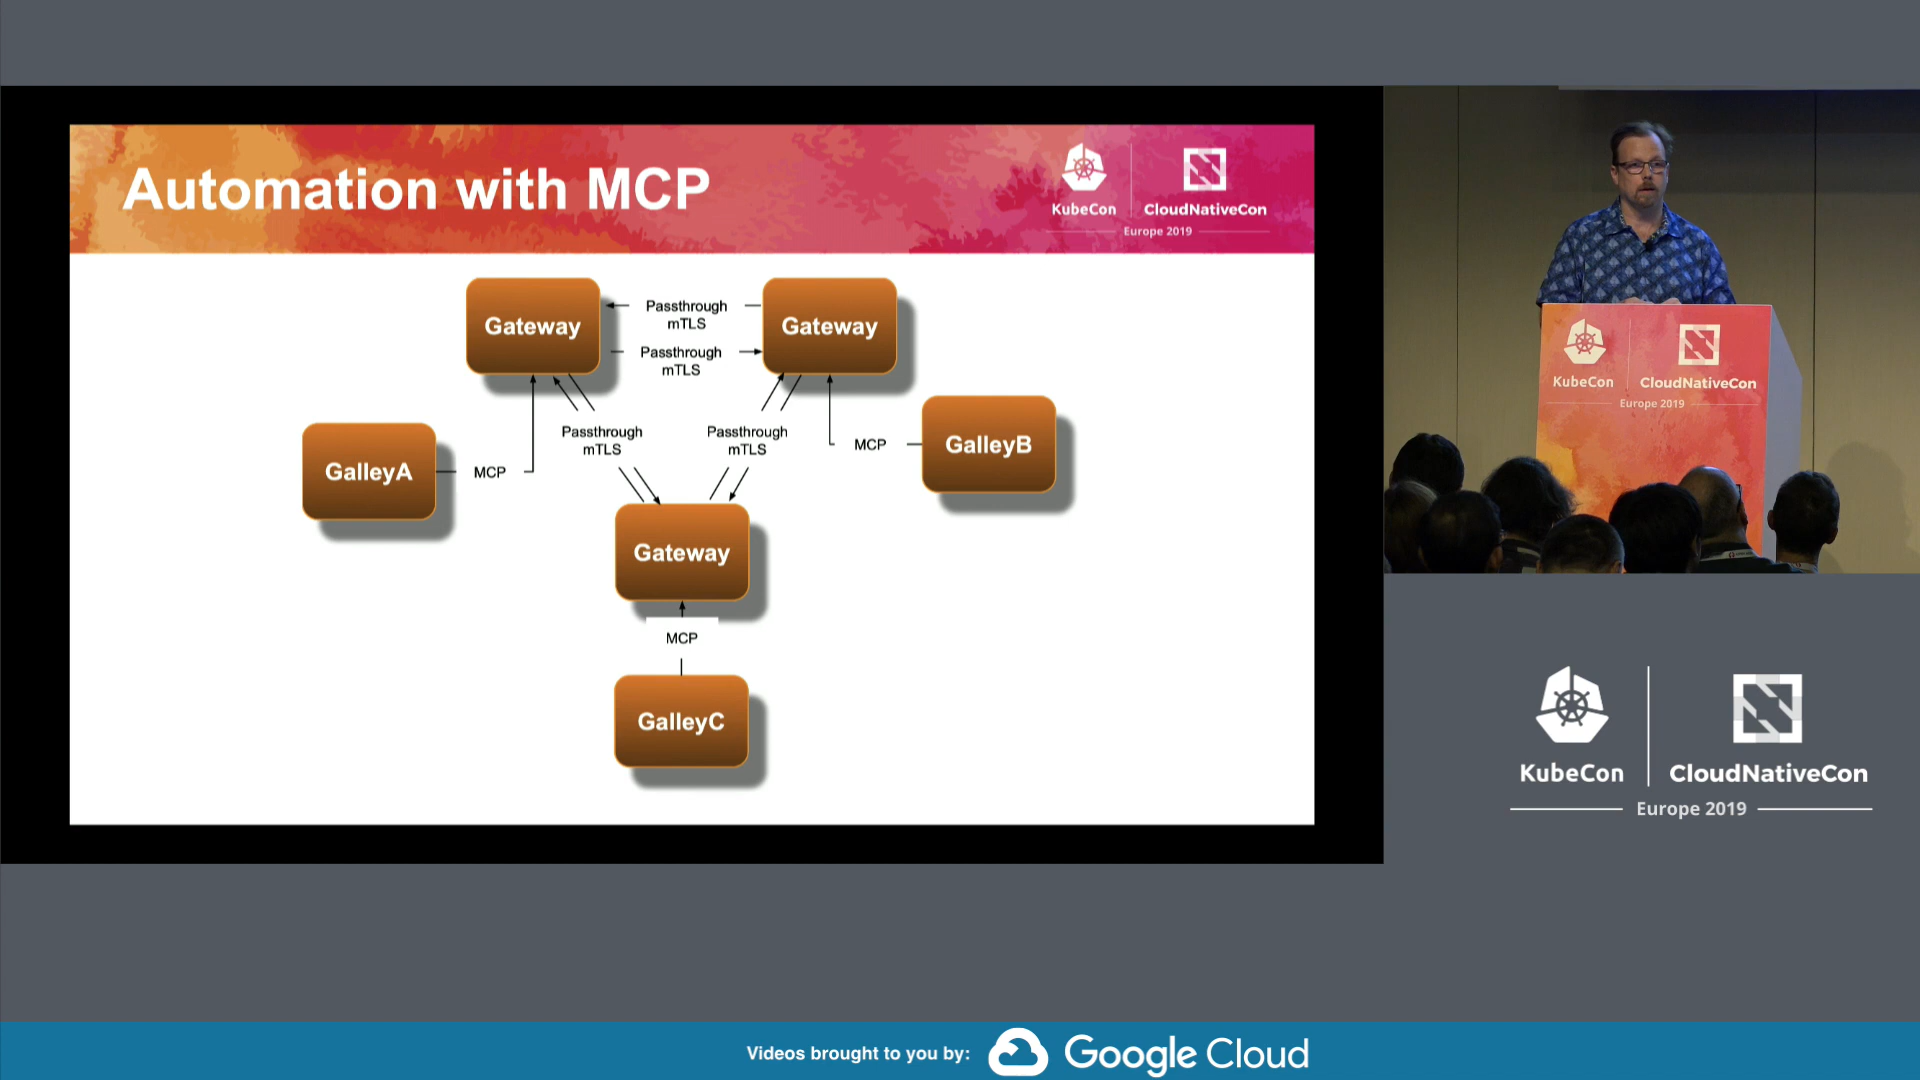 Automation with MCP
KubeCon
CloudNativeCon
Europe 2019
Gateway
Passthrough
mTLS
Passthrough
mTLS
Gateway
GalleyA
MCP
Passthrough
mTLS
Passthrough
mTLS
MCP
GalleyB
Gateway
MCP
GalleyC
KubeCon
CloudNativeCon
Europe 2019
KubeCon
CloudNativeCon
Europe 2019
Videos brought to you by:
Google Cloud